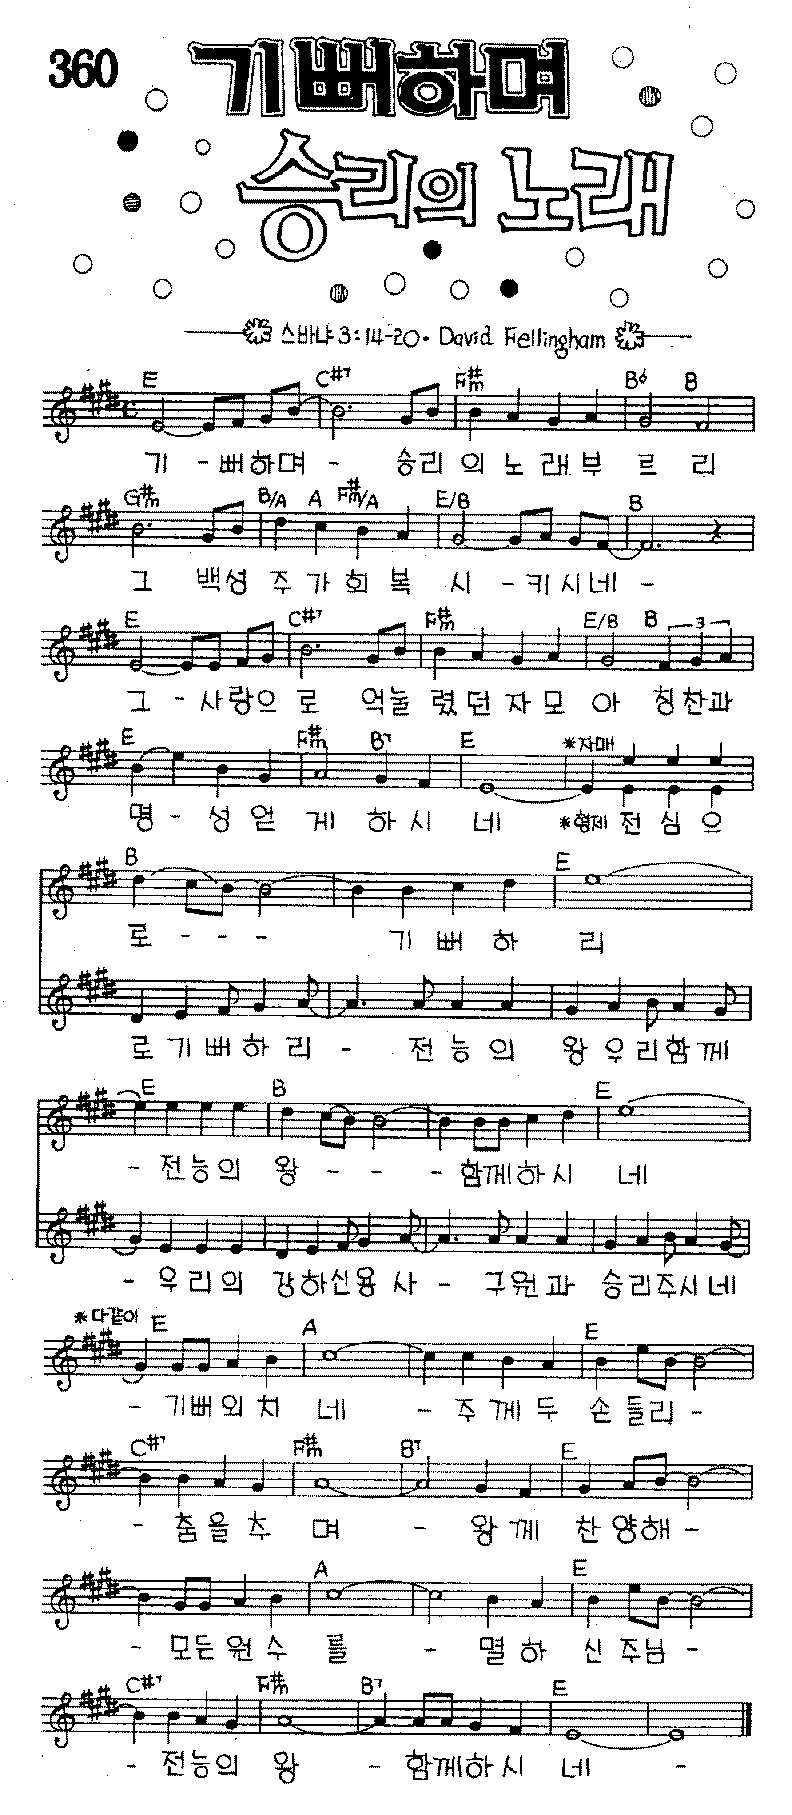 360
기뻐하며
승리의 노래
스바냐 3:14-20 · David Fellingham
E C#7 F#m B6 B
기 - 뻐하며 - 승리 의 노 래 부 르 리
G#m B/A A F#m/A E/B B
그 백성 주 가 회 복 시 - 키 시 네 -
E C#7 F#m E/B B 3
그 - 사랑으 로 억눌 렸 던 자 모 아 칭찬과
E F#m B7 E *자매
명 - 성 얻 게 하 시 네 *형제 전 심 으
B E
로 - - - 기 뻐 하 리
로 기 뻐 하 리 - 전 능 의 왕 우 리 함 께
E B E
- 전능의 왕 - - - 함께하시 네
- 우 리 의 강하신용 사 - 구원과 승리주시네
*다같이 E A E
- 기뻐외치 네 - 주 께 두 손 들리 -
C#7 F#m B7 E
- 춤 을 추 며 - 왕 께 찬 양해 -
A E
- 모든 원 수 를 - 멸 하 신 주님 -
C#7 F#m B7 E
- 전능의 왕 - 함께하 시 네 -